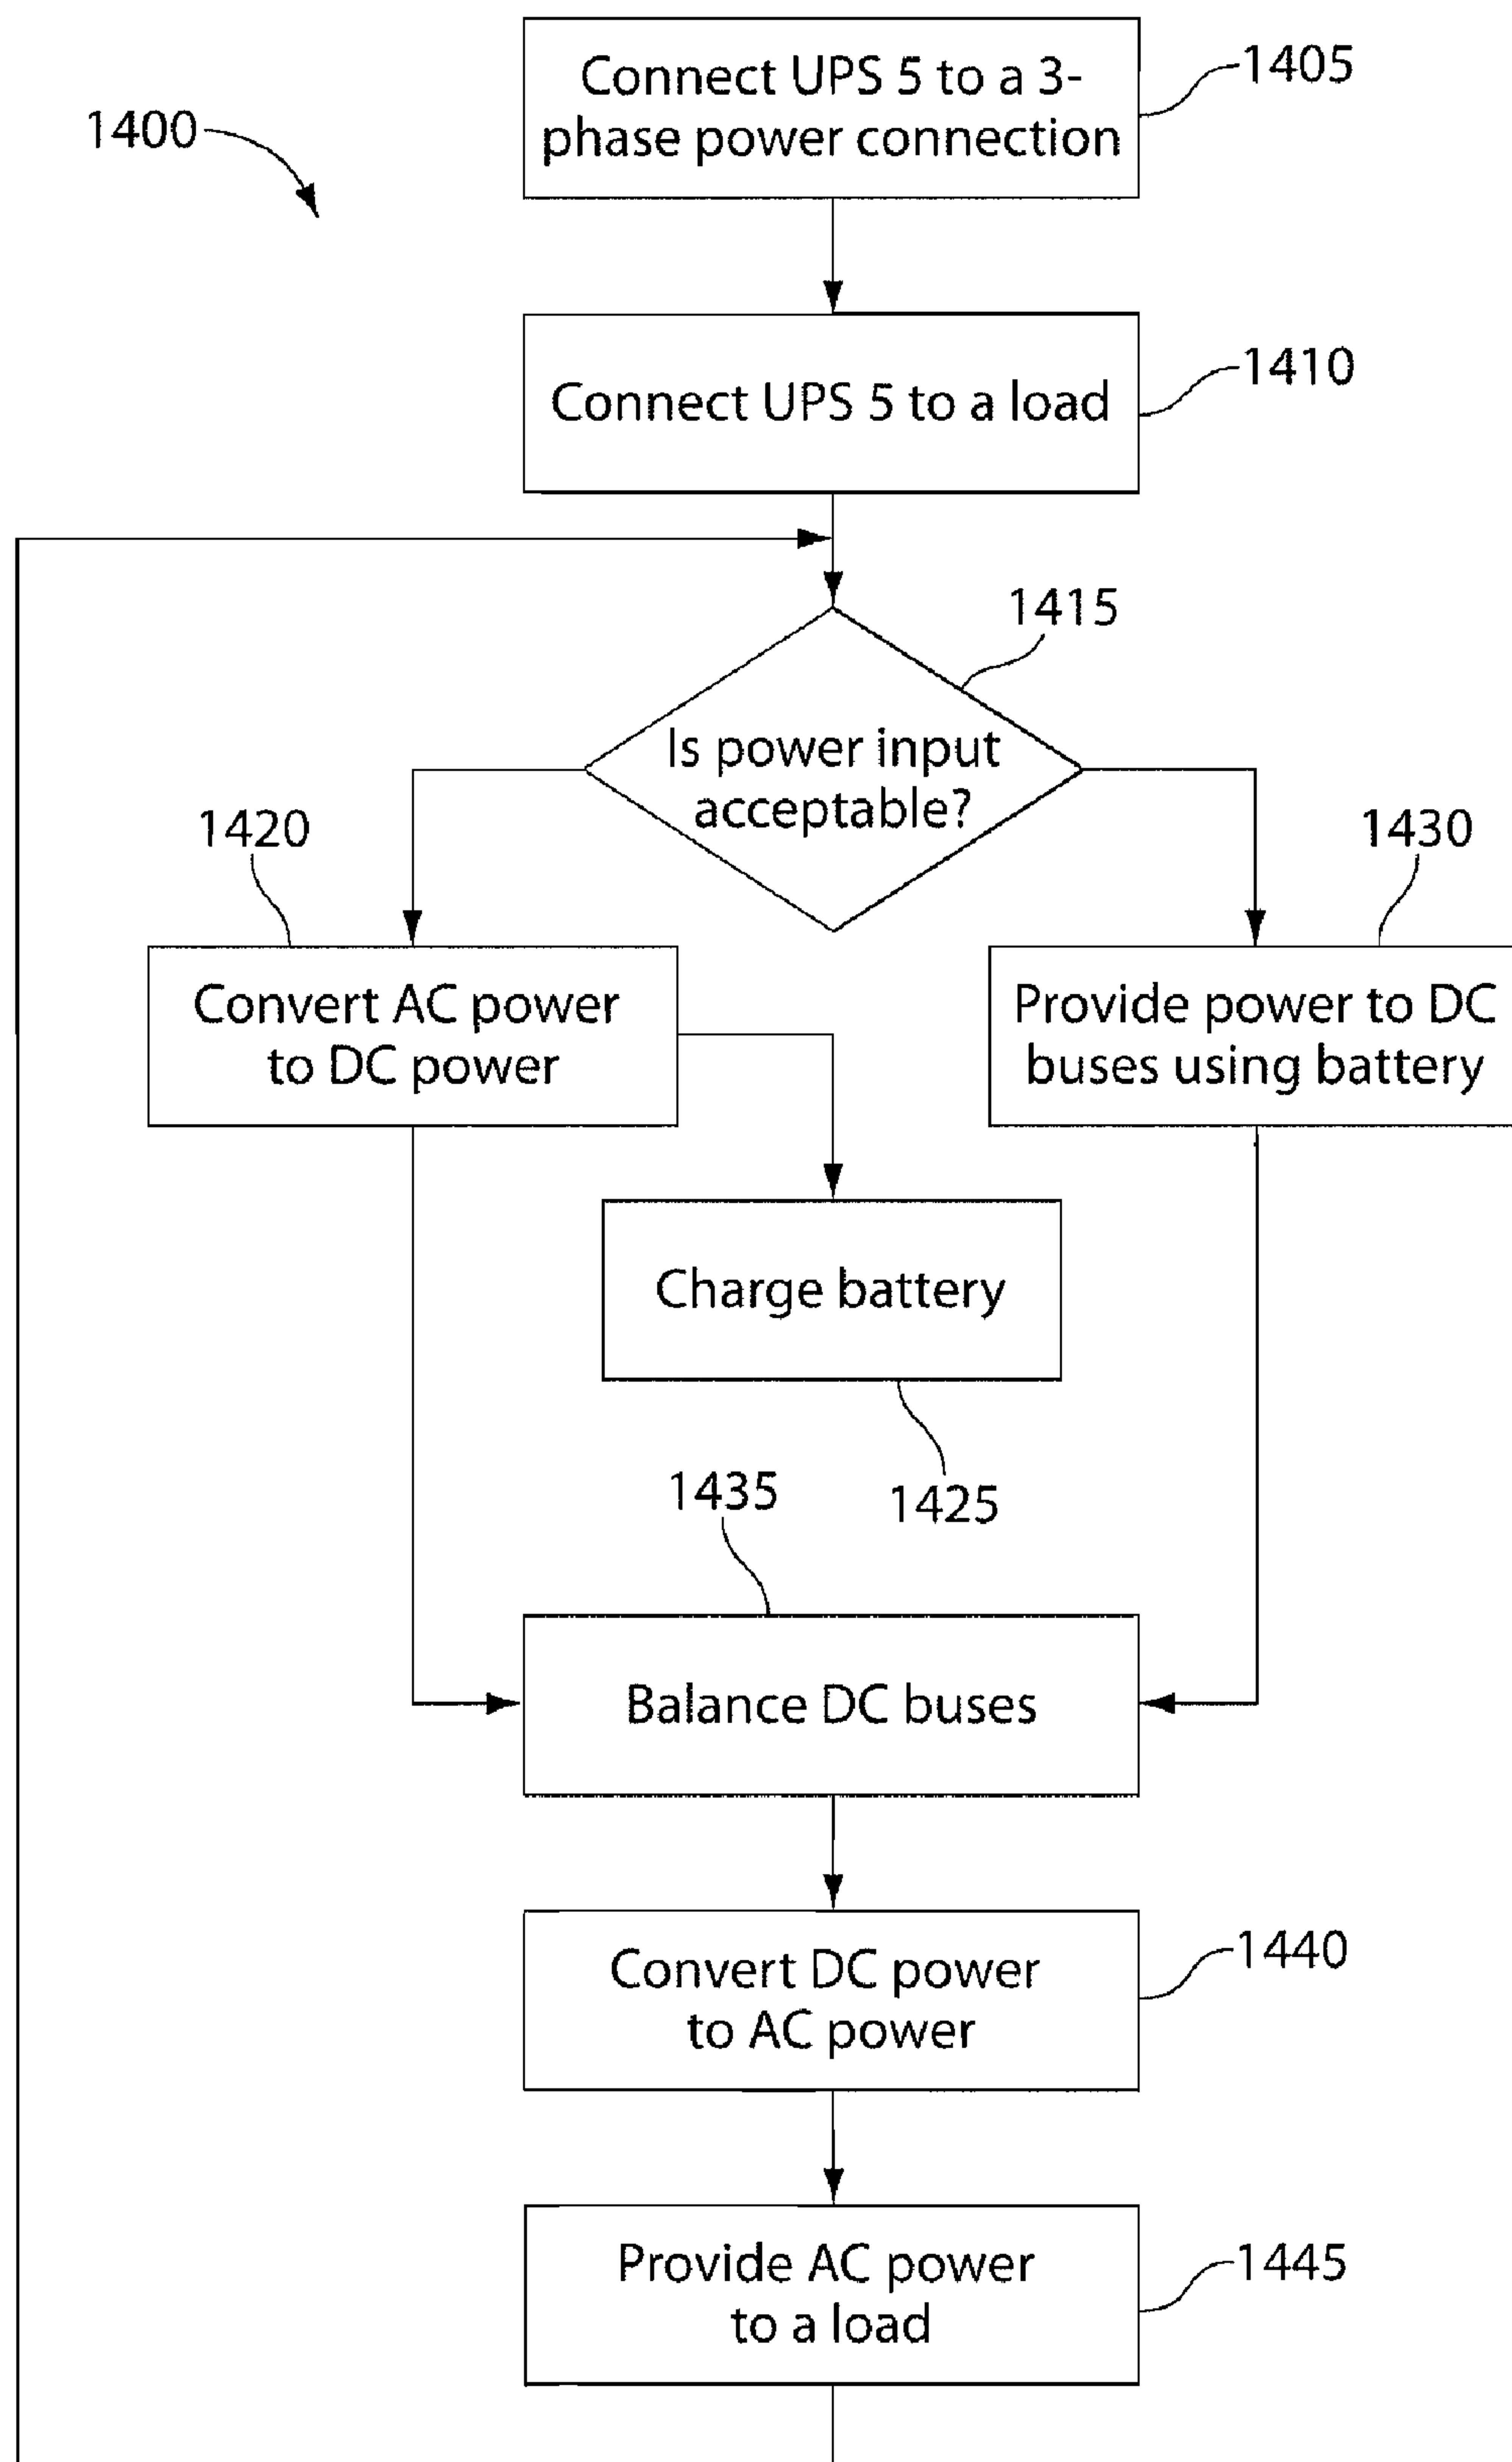 1400
Connect UPS 5 to a 3-
phase power connection
1405
Connect UPS 5 to a load
1410
1415
Is power input
acceptable?
1420
1430
Convert AC power
to DC power
Provide power to DC
buses using battery
Charge battery
1425
1435
Balance DC buses
Convert DC power
to AC power
1440
Provide AC power
to a load
1445